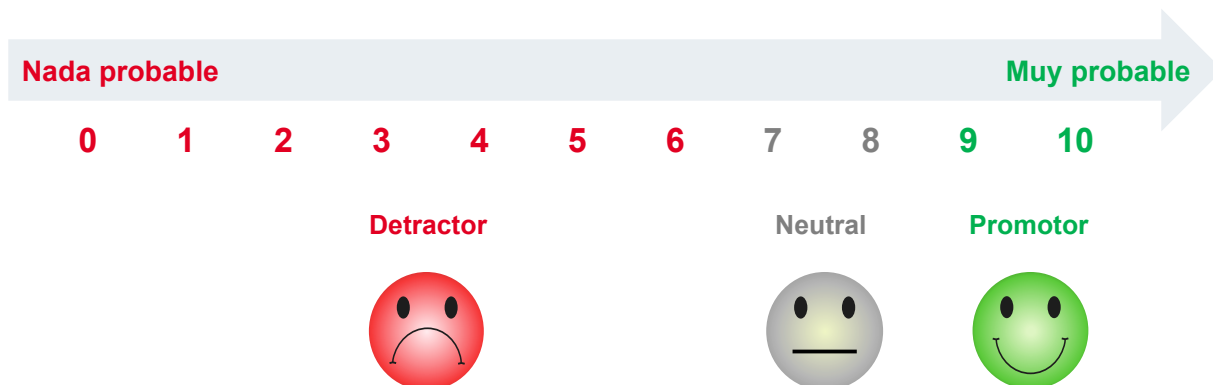 Nada probable Muy probable
0 1 2 3 4 5 6 7 8 9 10
Detractor Neutral Promotor